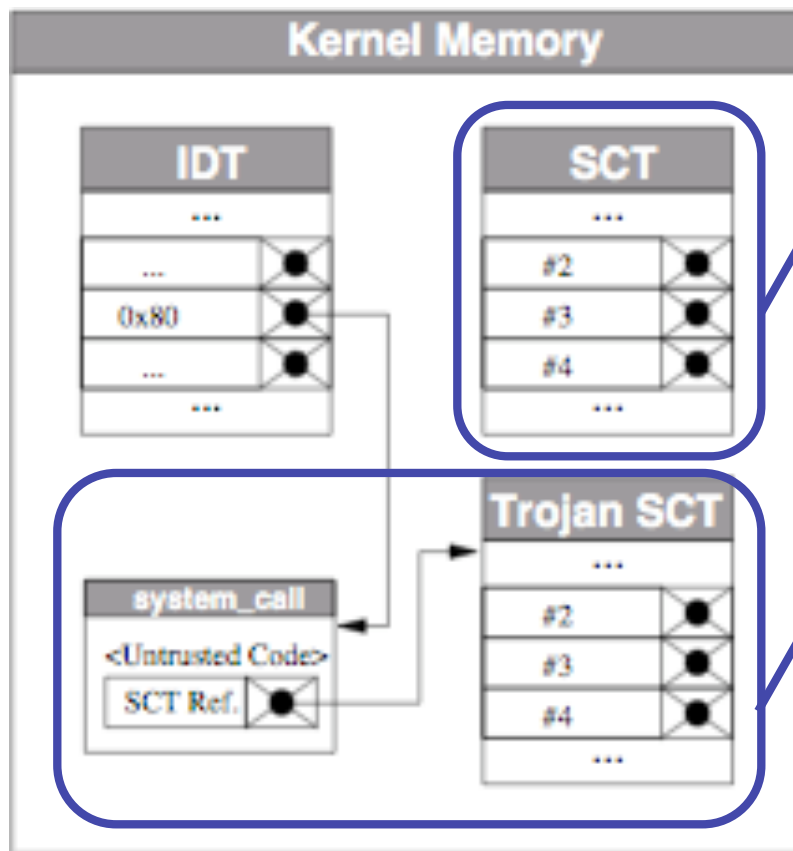 Kernel Memory
IDT
...
...
0x80
...
...
SCT
...
#2
#3
#4
...
system_call
<Untrusted Code>
SCT Ref.
Trojan SCT
...
#2
#3
#4
...